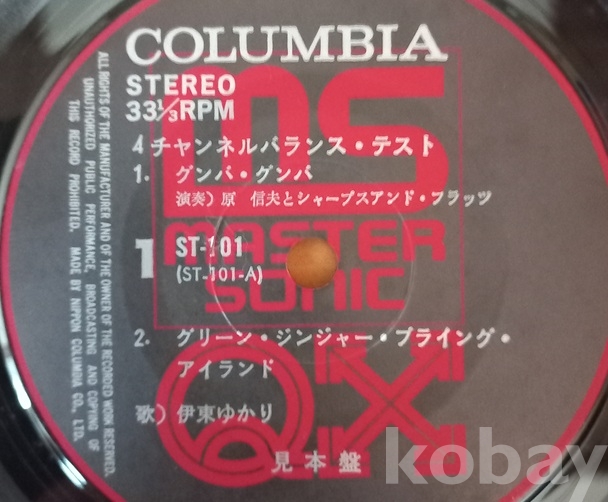 COLUMBIA
STEREO
33⅓RPM
4チャンネルバランス・テスト
1. グンバ・グンバ
演奏）原 信夫とシャープスアンド・フラッツ
1
ST-101
(ST-101-A)
MS
MASTER
SONIC
2. グリーン・ジンジャー・フライング・
アイランド
歌）伊東ゆかり
QX
見本盤
ALL RIGHTS OF THE MANUFACTURER AND OF THE OWNER OF THE RECORDED WORK RESERVED.
UNAUTHORIZED PUBLIC PERFORMANCE, BROADCASTING AND COPYING OF
THIS RECORD PROHIBITED. MADE BY NIPPON COLUMBIA CO., LTD.
kobay